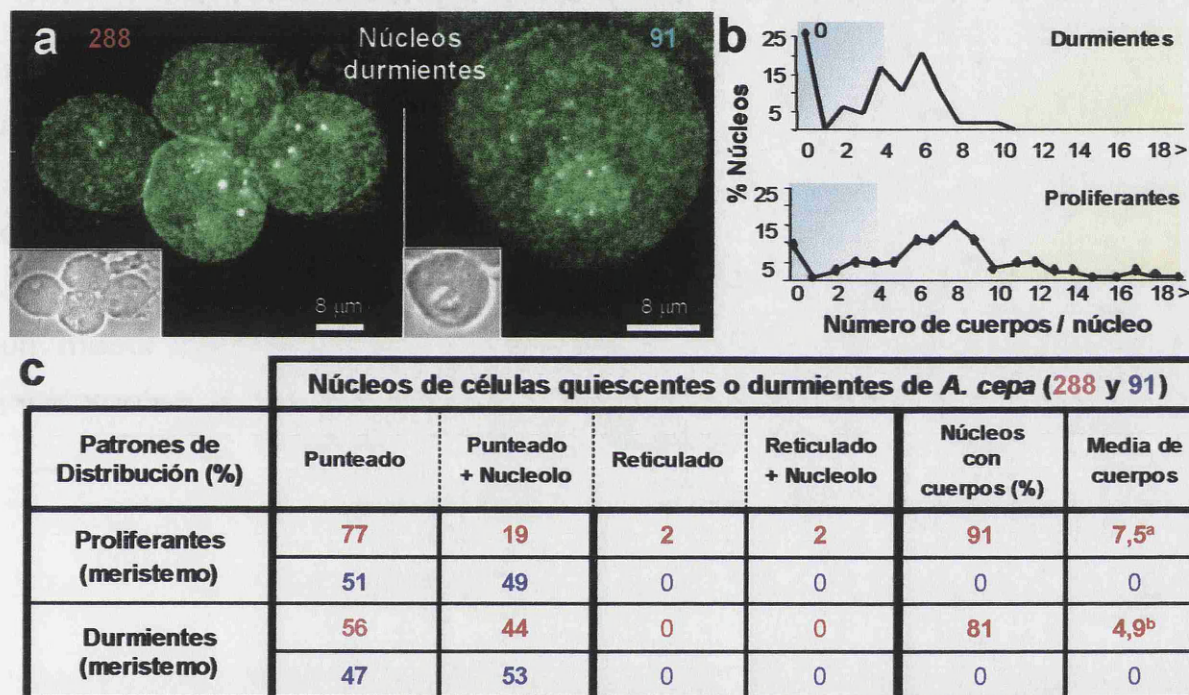 a 288 Núcleos durmientes 91
8 µm 8 µm
b
% Núcleos
25
15
5
0
Durmientes
0 2 4 6 8 10 12 14 16 18>
25
15
5
Proliferantes
0 2 4 6 8 10 12 14 16 18>
Número de cuerpos / núcleo
c
Núcleos de células quiescentes o durmientes de A. cepa (288 y 91)
Patrones de
Distribución (%)
Punteado
Punteado
+ Nucleolo
Reticulado
Reticulado
+ Nucleolo
Núcleos
con
cuerpos (%)
Media de
cuerpos
Proliferantes
(meristemo)
77 19 2 2 91 7,5ª
51 49 0 0 0 0
Durmientes
(meristemo)
56 44 0 0 81 4,9ᵇ
47 53 0 0 0 0